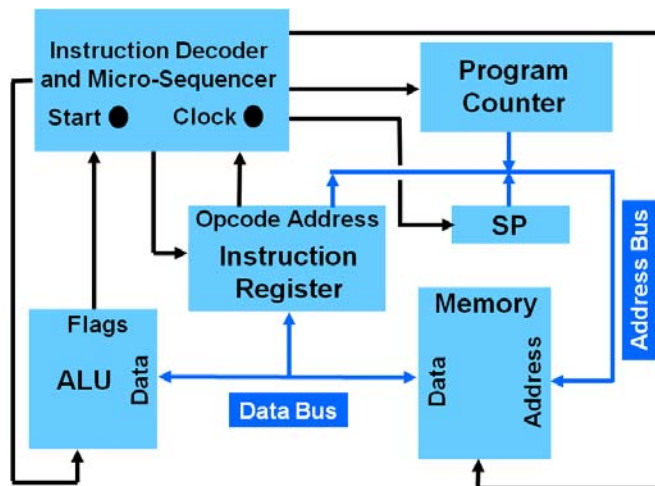 Instruction Decoder
and Micro-Sequencer
Start
Clock
Program
Counter
Opcode Address
Instruction
Register
SP
Address Bus
Flags
ALU
Data
Data Bus
Memory
Data
Address